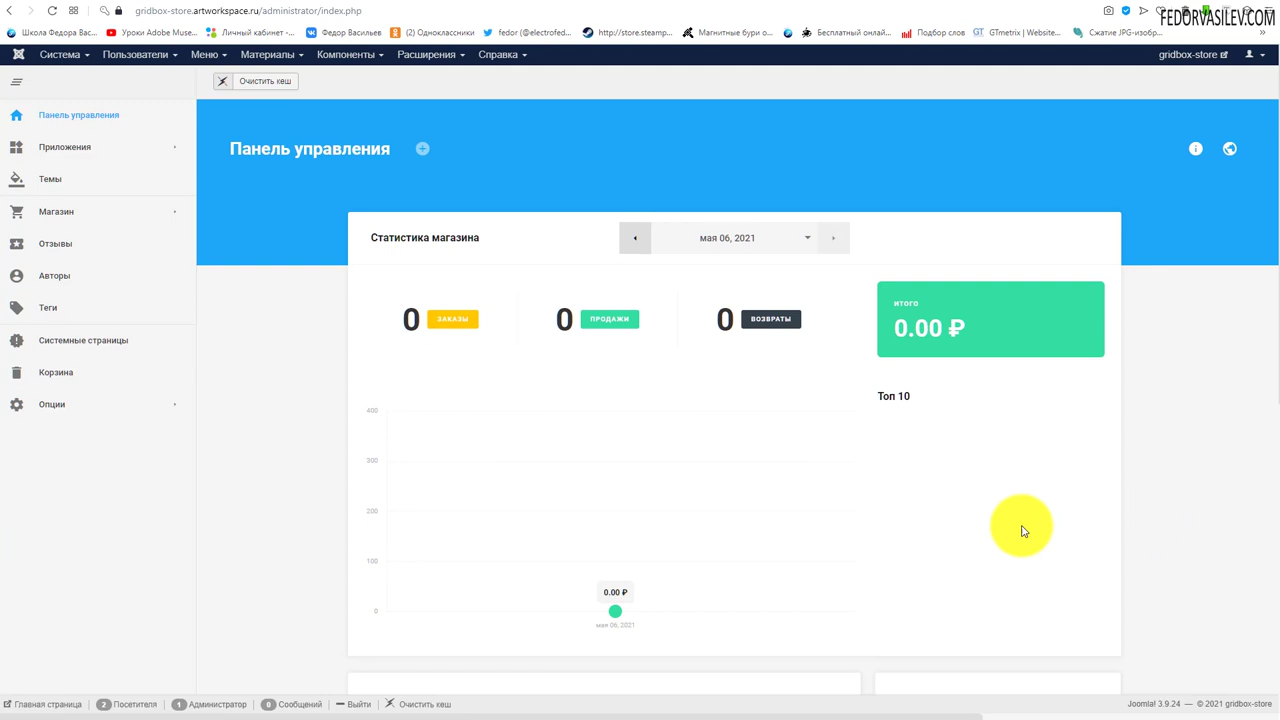 gridbox-store.artworkspace.ru/administrator/index.php
FEDORVASILEV.COM
Школа Федора Вас...
Уроки Adobe Muse...
Личный кабинет -...
Федор Васильев
(2) Одноклассники
fedor (@electrofed...
http://store.steamp...
Магнитные бури о...
Бесплатный онлай...
Подбор слов
GTmetrix | Website...
Сжатие JPG-изобр...
Система
Пользователи
Меню
Материалы
Компоненты
Расширения
Справка
gridbox-store
Очистить кеш
Панель управления
Приложения
Темы
Магазин
Отзывы
Авторы
Теги
Системные страницы
Корзина
Опции
Панель управления
Статистика магазина
мая 06, 2021
0 ЗАКАЗЫ
0 ПРОДАЖИ
0 ВОЗВРАТЫ
ИТОГО
0.00 ₽
Топ 10
400
300
200
100
0
0.00 ₽
мая 06, 2021
Главная страница
2 Посетителя
1 Администратор
0 Сообщений
Выйти
Очистить кеш
Joomla! 3.9.24 — © 2021 gridbox-store